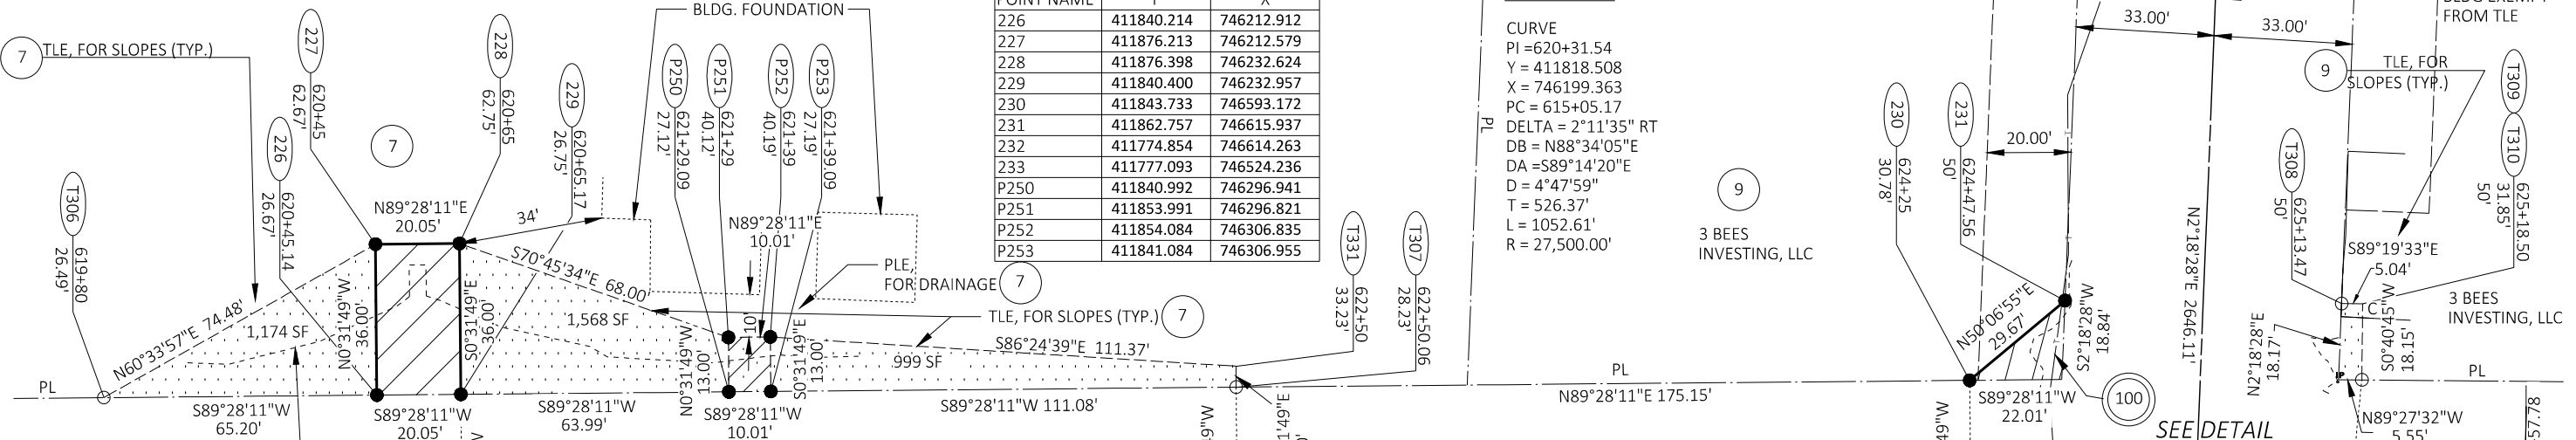 BLDG. FOUNDATION
7
TLE, FOR SLOPES (TYP.)
227
620+45
62.67'
228
620+65
62.75'
226
620+45.14
26.67'
229
620+65.17
26.75'
P250
621+29.09
27.12'
P251
621+29
40.12'
P252
621+39
40.19'
P253
621+39.09
27.19'
7
T306
619+80
26.49'
N89°28'11"E
20.05'
34'
N89°28'11"E
10.01'
S70°45'34"E 68.00'
N60°33'57"E 74.48'
1,174 SF
N0°31'49"W
36.00'
S0°31'49"E
36.00'
1,568 SF
N0°31'49"W
13.00'
10'
S0°31'49"E
13.00'
PLE,
FOR DRAINAGE
7
TLE, FOR SLOPES (TYP.)
7
S86°24'39"E 111.37'
999 SF
PL
S89°28'11"W
65.20'
S89°28'11"W
20.05'
S89°28'11"W
63.99'
S89°28'11"W
10.01'
S89°28'11"W 111.08'
POINT NAME Y X
226 411840.214 746212.912
227 411876.213 746212.579
228 411876.398 746232.624
229 411840.400 746232.957
230 411843.733 746593.172
231 411862.757 746615.937
232 411774.854 746614.263
233 411777.093 746524.236
P250 411840.992 746296.941
P251 411853.991 746296.821
P252 411854.084 746306.835
P253 411841.084 746306.955
T331
622+50
33.23'
T307
622+50.06
28.23'
PL
CURVE
PI =620+31.54
Y = 411818.508
X = 746199.363
PC = 615+05.17
DELTA = 2°11'35" RT
DB = N88°34'05"E
DA =S89°14'20"E
D = 4°47'59"
T = 526.37'
L = 1052.61'
R = 27,500.00'
9
3 BEES
INVESTING, LLC
PL
N89°28'11"E 175.15'
230
624+25
30.78'
231
624+47.56
50'
20.00'
33.00'
33.00'
N50°06'55"E
29.67'
S2°18'28"W
18.84'
S89°28'11"W
22.01'
100
N2°18'28"E 2646.11'
SEE DETAIL
FROM TLE
9
TLE, FOR
SLOPES (TYP.)
T308
625+13.47
50'
T309
T310
625+18.50
31.85'
50'
S89°19'33"E
5.04'
C
N2°18'28"E
18.17'
S0°40'45"W
18.15'
3 BEES
INVESTING, LLC
PL
N89°27'32"W
5.55'
57.78